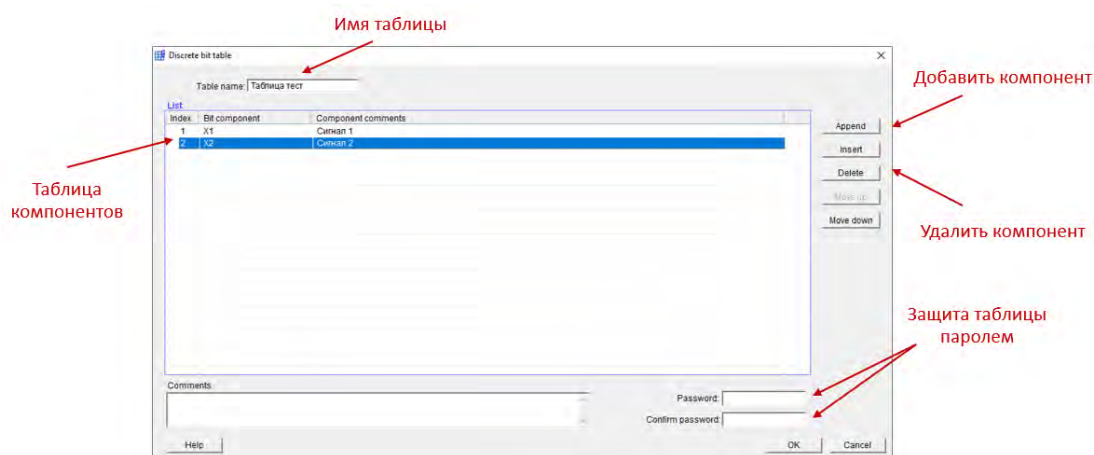 Имя таблицы
Discrete bit table
Добавить компонент
Table name: Таблица тест
List
Index Bit component Component comments
1 X1 Сигнал 1
2 X2 Сигнал 2
Append
Insert
Delete
Move up
Move down
Таблица
компонентов
Удалить компонент
Защита таблицы
паролем
Comments
Password:
Confirm password:
Help
OK
Cancel